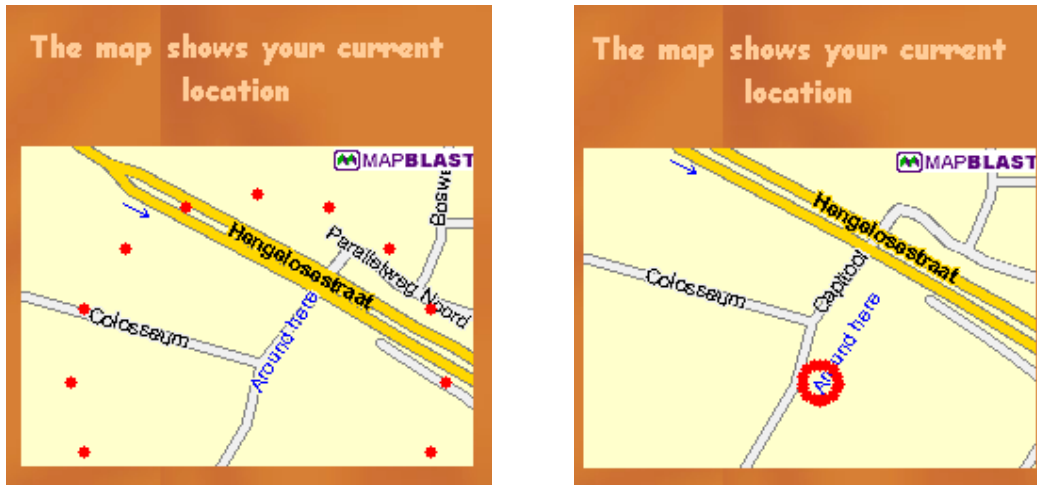 The map shows your current
location
MAPBLAST
Boswe
Hengelosestraat
Parallelweg Noord
Colosseum
Around here
The map shows your current
location
MAPBLAST
Hengelosestraat
Capitool
Colosseum
Around here